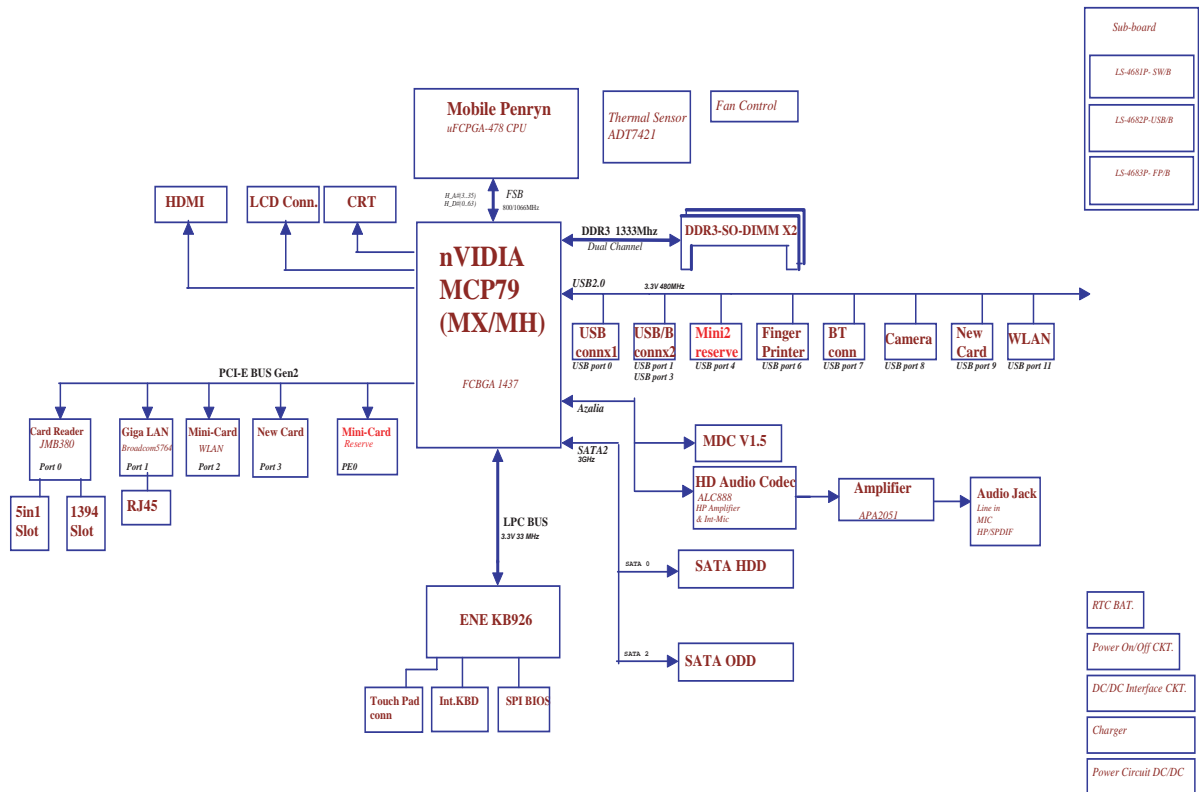 Sub-board
LS-4681P- SW/B
LS-4682P-USB/B
LS-4683P- FP/B
Mobile Penryn
uFCPGA-478 CPU
Thermal Sensor
ADT7421
Fan Control
H_A#(3..35)
H_D#(0..63)
FSB
800/1066MHz
HDMI
LCD Conn.
CRT
nVIDIA
MCP79
(MX/MH)
FCBGA 1437
DDR3 1333Mhz
Dual Channel
DDR3-SO-DIMM X2
USB2.0
3.3V 480MHz
USB
connx1
USB port 0
USB/B
connx2
USB port 1
USB port 3
Mini2
reserve
USB port 4
Finger
Printer
USB port 6
BT
conn
USB port 7
Camera
USB port 8
New
Card
USB port 9
WLAN
USB port 11
PCI-E BUS Gen2
Card Reader
JMB380
Port 0
Giga LAN
Broadcom5764
Port 1
Mini-Card
WLAN
Port 2
New Card
Port 3
Mini-Card
Reserve
PE0
5in1
Slot
1394
Slot
RJ45
Azalia
SATA2
3GHz
MDC V1.5
HD Audio Codec
ALC888
HP Amplifier
& Int-Mic
Amplifier
APA2051
Audio Jack
Line in
MIC
HP/SPDIF
LPC BUS
3.3V 33 MHz
SATA 0
SATA HDD
SATA 2
SATA ODD
ENE KB926
Touch Pad
conn
Int.KBD
SPI BIOS
RTC BAT.
Power On/Off CKT.
DC/DC Interface CKT.
Charger
Power Circuit DC/DC